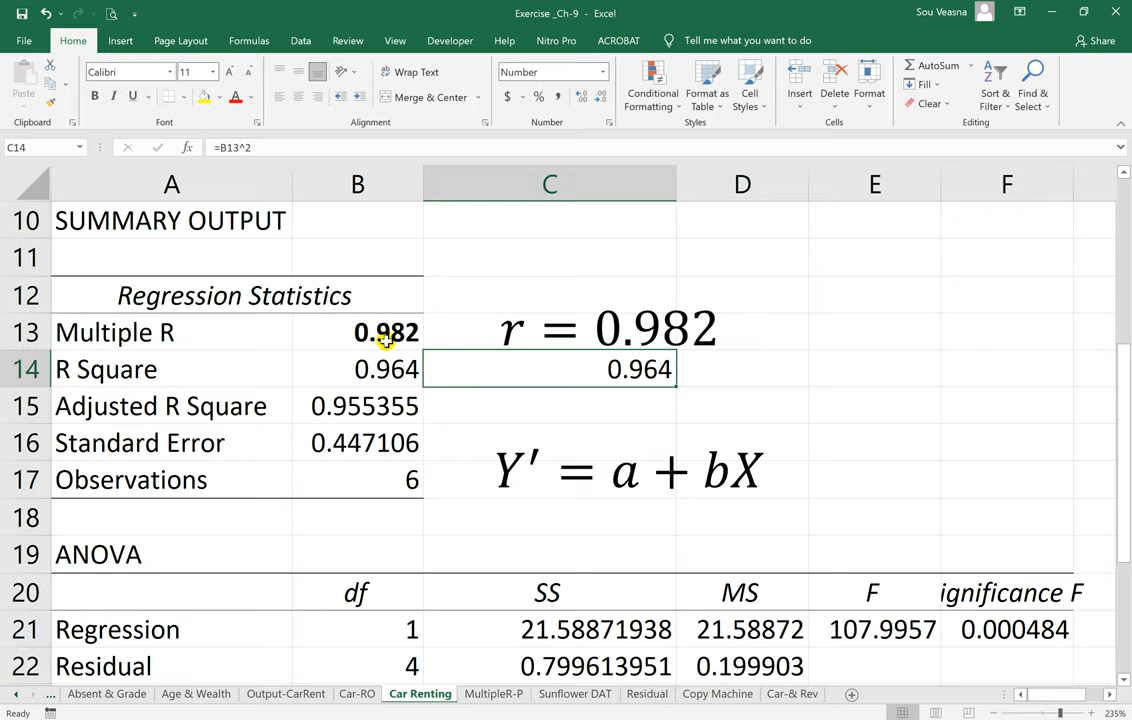 Exercise _Ch-9 - Excel
Sou Veasna
File Home Insert Page Layout Formulas Data Review View Developer Help Nitro Pro ACROBAT Tell me what you want to do Share
Paste
Clipboard
Calibri 11
B I U
Font
Wrap Text
Merge & Center
Alignment
Number
$ % ,
Number
Conditional Formatting
Format as Table
Cell Styles
Styles
Insert Delete Format
Cells
AutoSum
Fill
Clear
Sort & Filter
Find & Select
Editing
C14 fx =B13^2
A B C D E F
10 SUMMARY OUTPUT
11
12 Regression Statistics
13 Multiple R 0.982 r = 0.982
14 R Square 0.964 0.964
15 Adjusted R Square 0.955355
16 Standard Error 0.447106
17 Observations 6 Y′ = a + bX
18
19 ANOVA
20 df SS MS F ignificance F
21 Regression 1 21.58871938 21.58872 107.9957 0.000484
22 Residual 4 0.799613951 0.199903
... Absent & Grade Age & Wealth Output-CarRent Car-RO Car Renting MultipleR-P Sunflower DAT Residual Copy Machine Car-& Rev
Ready 235%